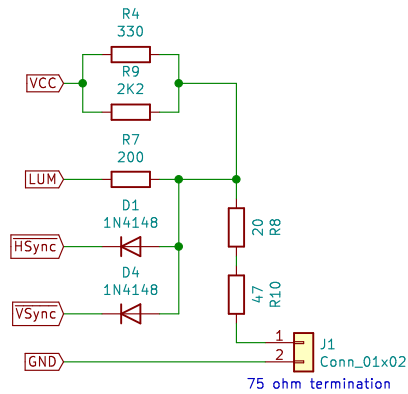 R4
330
R9
2K2
VCC
R7
200
LUM
D1
1N4148
HSync
D4
1N4148
VSync
GND
20
R8
47
R10
1
2
J1
Conn_01x02
75 ohm termination